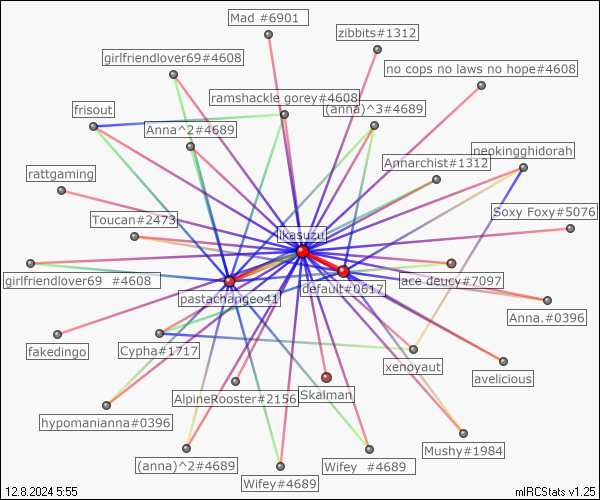 Mad #6901
zibbits#1312
girlfriendlover69#4608
no cops no laws no hope#4608
ramshackle gorey#4608
frisout
(anna)^3#4689
Anna^2#4689
neokingghidorah
Annarchist#1312
rattgaming
Soxy Foxy#5076
Toucan#2473
ikasuzu
girlfriendlover69 #4608
ace deucy#7097
default#0617
pastachangeo41
Anna.#0396
fakedingo
Cypha#1717
xenoyaut
avelicious
Skalman
AlpineRooster#2156
hypomanianna#0396
Mushy#1984
(anna)^2#4689
Wifey #4689
Wifey#4689
12.8.2024 5:55
mIRCStats v1.25